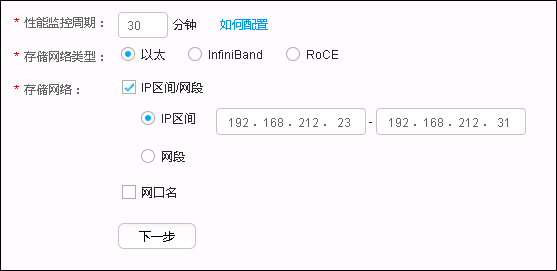 * 性能监控周期： 30 分钟 如何配置
* 存储网络类型： 以太 InfiniBand RoCE
* 存储网络： IP区间/网段
IP区间 192 . 168 . 212 . 23 - 192 . 168 . 212 . 31
网段
网口名
下一步